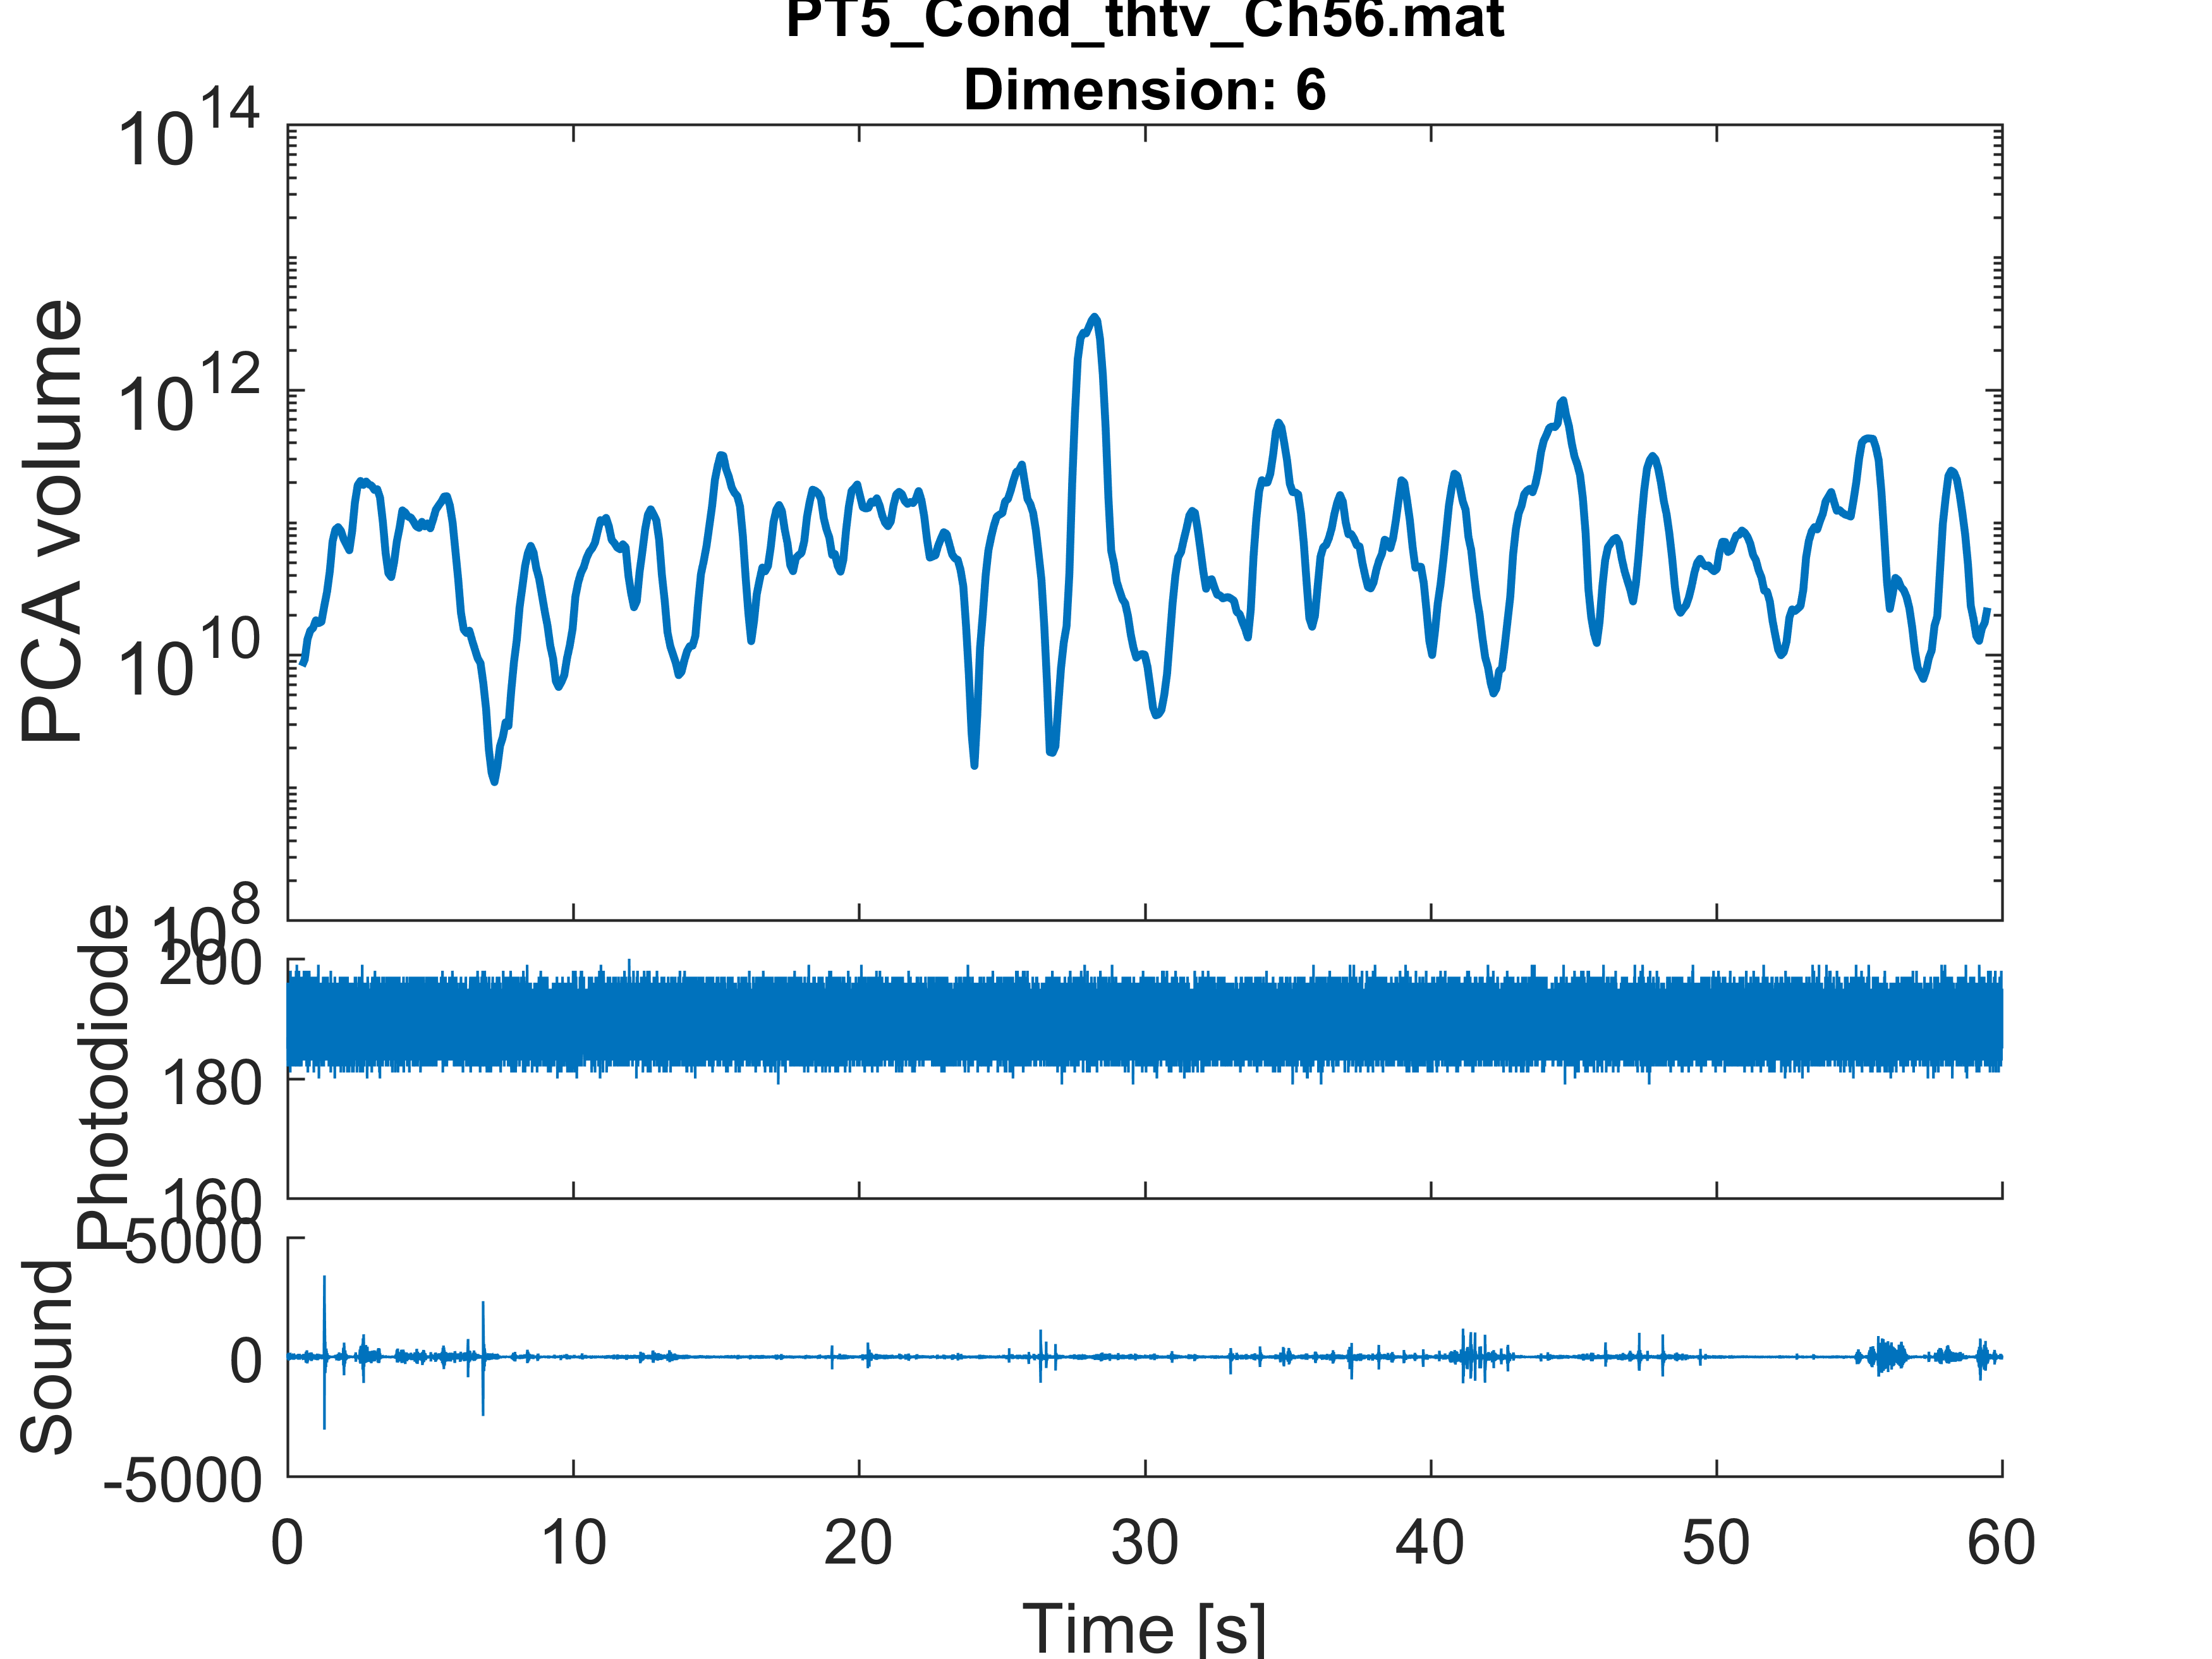 PT5_Cond_thtv_Ch56.mat
Dimension: 6
10^14
10^12
10^10
10^8
PCA volume
200
180
160
Photodiode
5000
0
-5000
Sound
0 10 20 30 40 50 60
Time [s]